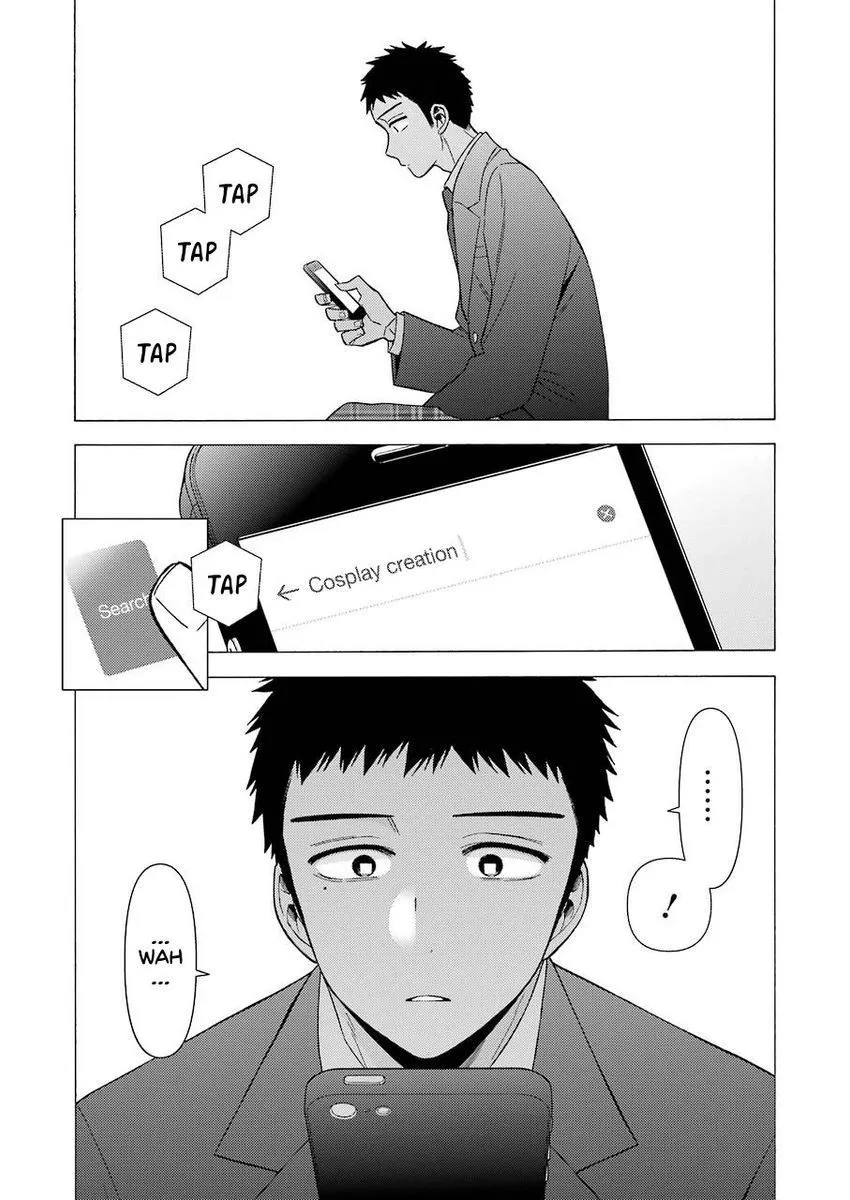 TAP
TAP
TAP
← Cosplay creation
TAP
Search
.......
!
...
WAH
...